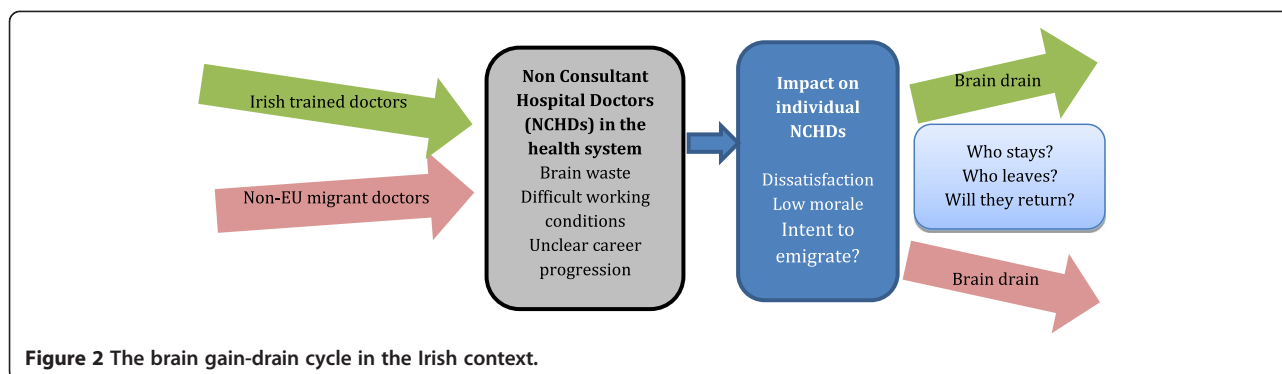 Irish trained doctors
Non-EU migrant doctors
Non Consultant
Hospital Doctors
(NCHDs) in the
health system
Brain waste
Difficult working
conditions
Unclear career
progression
Impact on
individual
NCHDs
Dissatisfaction
Low morale
Intent to
emigrate?
Brain drain
Who stays?
Who leaves?
Will they return?
Brain drain
Figure 2 The brain gain-drain cycle in the Irish context.